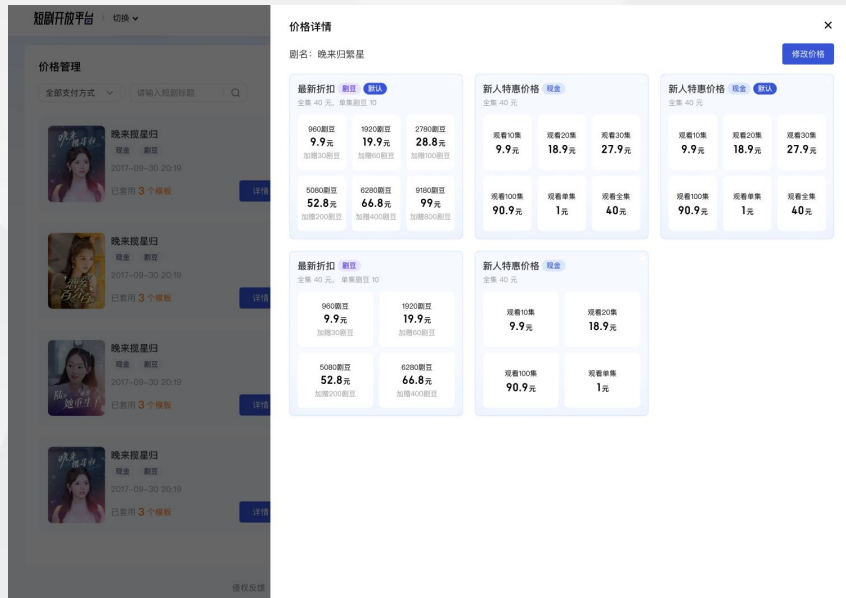 短剧开放平台 切换
价格管理
全部支付方式 请输入短剧标题
晚来揽星归
现金 剧豆
2017-09-30 20:19
已套用 3 个模板 详情
晚来揽星归
现金 剧豆
2017-09-30 20:19
已套用 3 个模板 详情
晚来揽星归
现金 剧豆
2017-09-30 20:19
已套用 3 个模板 详情
晚来揽星归
现金 剧豆
2017-09-30 20:19
已套用 3 个模板 详情
侵权反馈
价格详情
剧名：晚来归繁星 修改价格
最新折扣 剧豆 默认
全集 40 元，单集剧豆 10
960剧豆 1920剧豆 2780剧豆
9.9元 19.9元 28.8元
加赠30剧豆 加赠60剧豆 加赠100剧豆
5080剧豆 6280剧豆 9180剧豆
52.8元 66.8元 99元
加赠200剧豆 加赠400剧豆 加赠800剧豆
新人特惠价格 现金
全集 40 元
观看10集 观看20集 观看30集
9.9元 18.9元 27.9元
观看100集 观看单集 观看全集
90.9元 1元 40元
新人特惠价格 现金 默认
全集 40 元
观看10集 观看20集 观看30集
9.9元 18.9元 27.9元
观看100集 观看单集 观看全集
90.9元 1元 40元
最新折扣 剧豆
全集 40 元，单集剧豆 10
960剧豆 1920剧豆
9.9元 19.9元
加赠30剧豆 加赠60剧豆
5080剧豆 6280剧豆
52.8元 66.8元
加赠200剧豆 加赠400剧豆
新人特惠价格 现金
全集 40 元
观看10集 观看20集
9.9元 18.9元
观看100集 观看单集
90.9元 1元